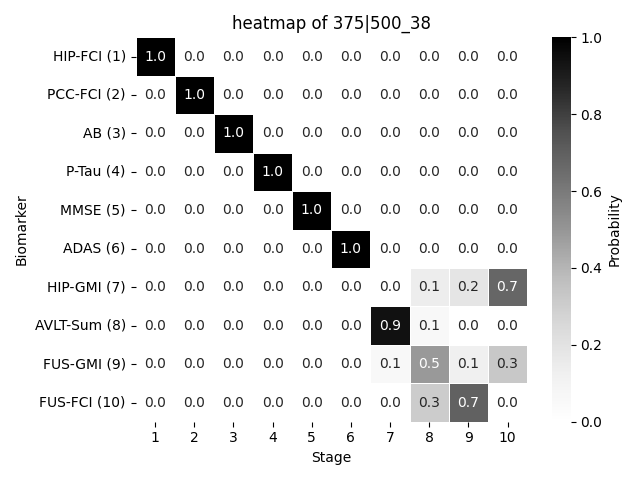 heatmap of 375|500_38
HIP-FCI (1) 1.0 0.0 0.0 0.0 0.0 0.0 0.0 0.0 0.0 0.0
PCC-FCI (2) 0.0 1.0 0.0 0.0 0.0 0.0 0.0 0.0 0.0 0.0
AB (3) 0.0 0.0 1.0 0.0 0.0 0.0 0.0 0.0 0.0 0.0
P-Tau (4) 0.0 0.0 0.0 1.0 0.0 0.0 0.0 0.0 0.0 0.0
MMSE (5) 0.0 0.0 0.0 0.0 1.0 0.0 0.0 0.0 0.0 0.0
ADAS (6) 0.0 0.0 0.0 0.0 0.0 1.0 0.0 0.0 0.0 0.0
HIP-GMI (7) 0.0 0.0 0.0 0.0 0.0 0.0 0.0 0.1 0.2 0.7
AVLT-Sum (8) 0.0 0.0 0.0 0.0 0.0 0.0 0.9 0.1 0.0 0.0
FUS-GMI (9) 0.0 0.0 0.0 0.0 0.0 0.0 0.1 0.5 0.1 0.3
FUS-FCI (10) 0.0 0.0 0.0 0.0 0.0 0.0 0.0 0.3 0.7 0.0
1 2 3 4 5 6 7 8 9 10
Stage
Biomarker
1.0
0.8
0.6
0.4
0.2
0.0
Probability